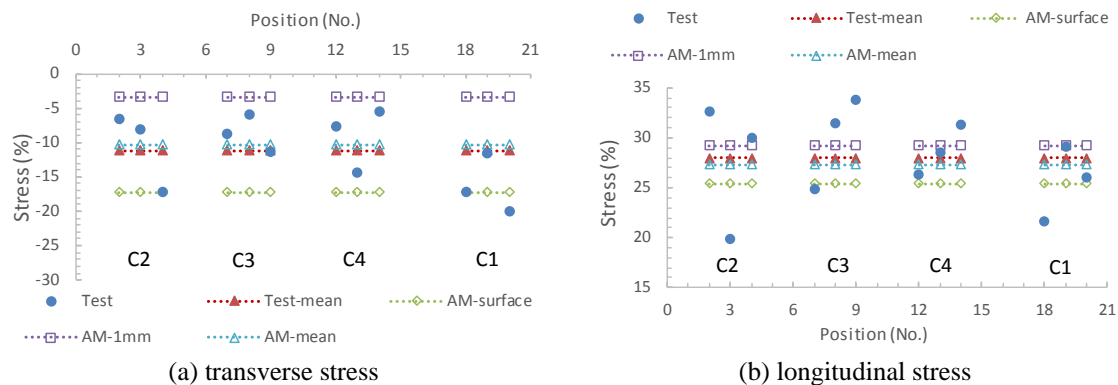 Position (No.)
0 3 6 9 12 15 18 21
0
-5
-10
-15
-20
-25
-30
Stress (%)
C2 C3 C4 C1
Test Test-mean AM-surface
AM-1mm AM-mean
(a) transverse stress
Test Test-mean AM-surface
AM-1mm AM-mean
35
30
25
20
15
Stress (%)
C2 C3 C4 C1
0 3 6 9 12 15 18 21
Position (No.)
(b) longitudinal stress